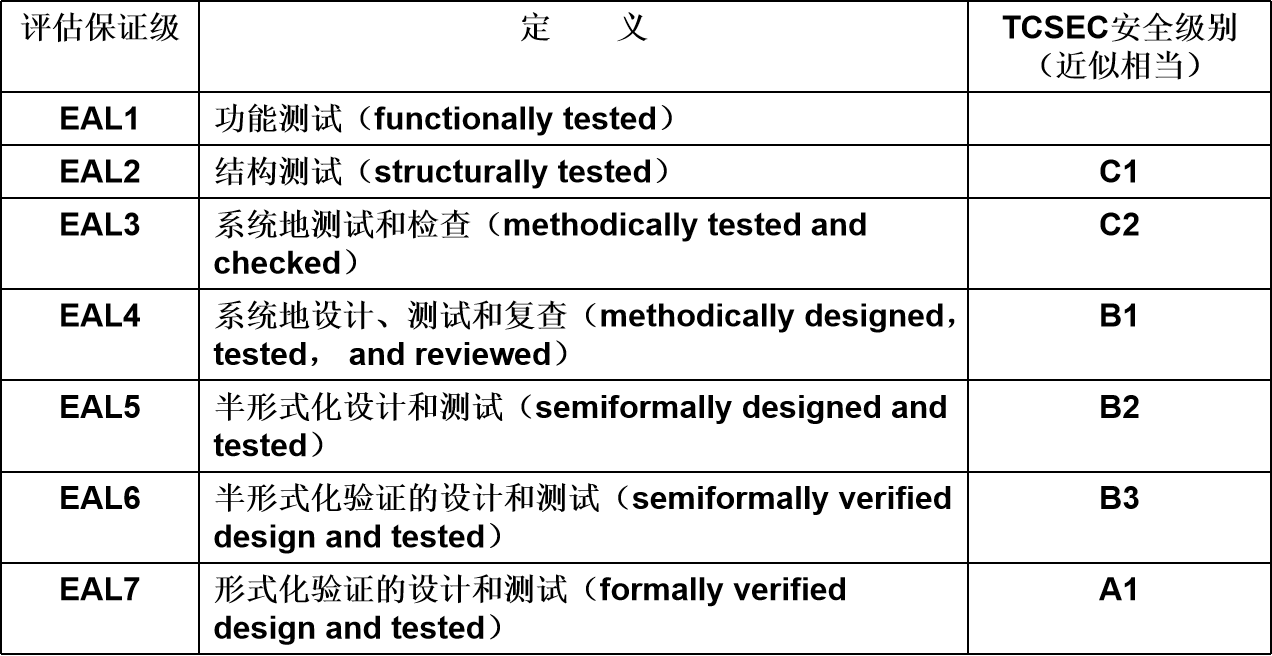 评估保证级
定 义
TCSEC安全级别
（近似相当）
EAL1
功能测试（functionally tested）
EAL2
结构测试（structurally tested）
C1
EAL3
系统地测试和检查（methodically tested and
checked）
C2
EAL4
系统地设计、测试和复查（methodically designed，
tested， and reviewed）
B1
EAL5
半形式化设计和测试（semiformally designed and
tested）
B2
EAL6
半形式化验证的设计和测试（semiformally verified
design and tested）
B3
EAL7
形式化验证的设计和测试（formally verified
design and tested）
A1